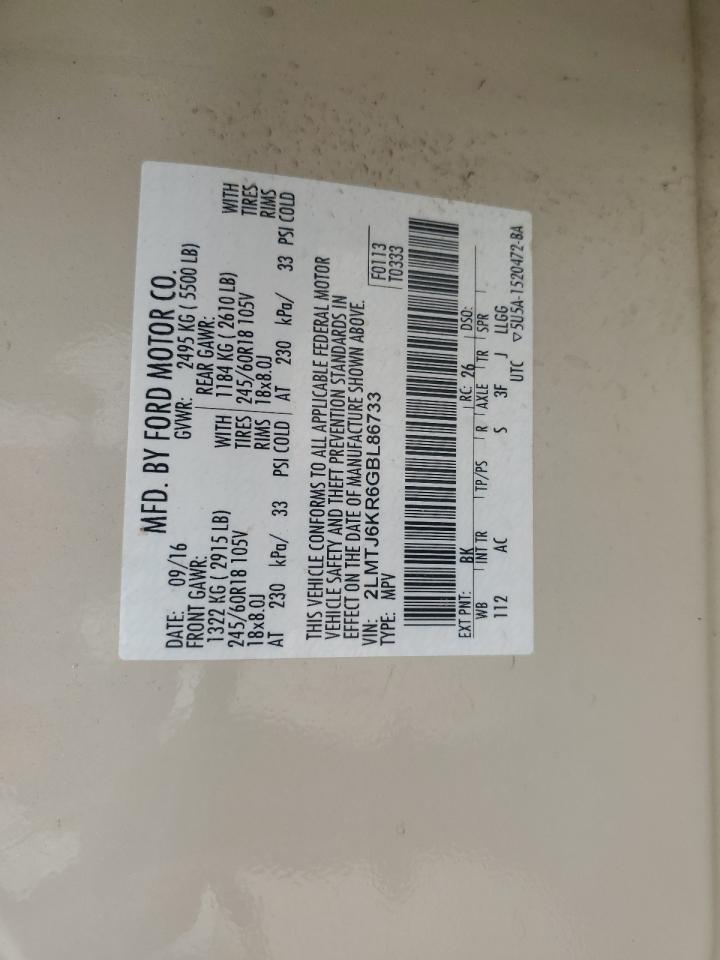 MFD. BY FORD MOTOR CO.
DATE: 09/16 GVWR: 2495 KG ( 5500 LB)
FRONT GAWR: REAR GAWR:
1322 KG ( 2915 LB) WITH 1184 KG ( 2610 LB) WITH
245/60R18 105V TIRES 245/60R18 105V TIRES
18x8.0J RIMS 18x8.0J RIMS
AT 230 kPa/ 33 PSI COLD AT 230 kPa/ 33 PSI COLD
THIS VEHICLE CONFORMS TO ALL APPLICABLE FEDERAL MOTOR
VEHICLE SAFETY AND THEFT PREVENTION STANDARDS IN
EFFECT ON THE DATE OF MANUFACTURE SHOWN ABOVE.
VIN: 2LMTJ6KR6GBL86733 F0113
TYPE: MPV T0333
EXT PNT: BK RC: 26 DSO:
WB INT TR TP/PS R AXLE TR SPR
112 AC S 3F J LLGG
UTC ▽5U5A-1520472-BA